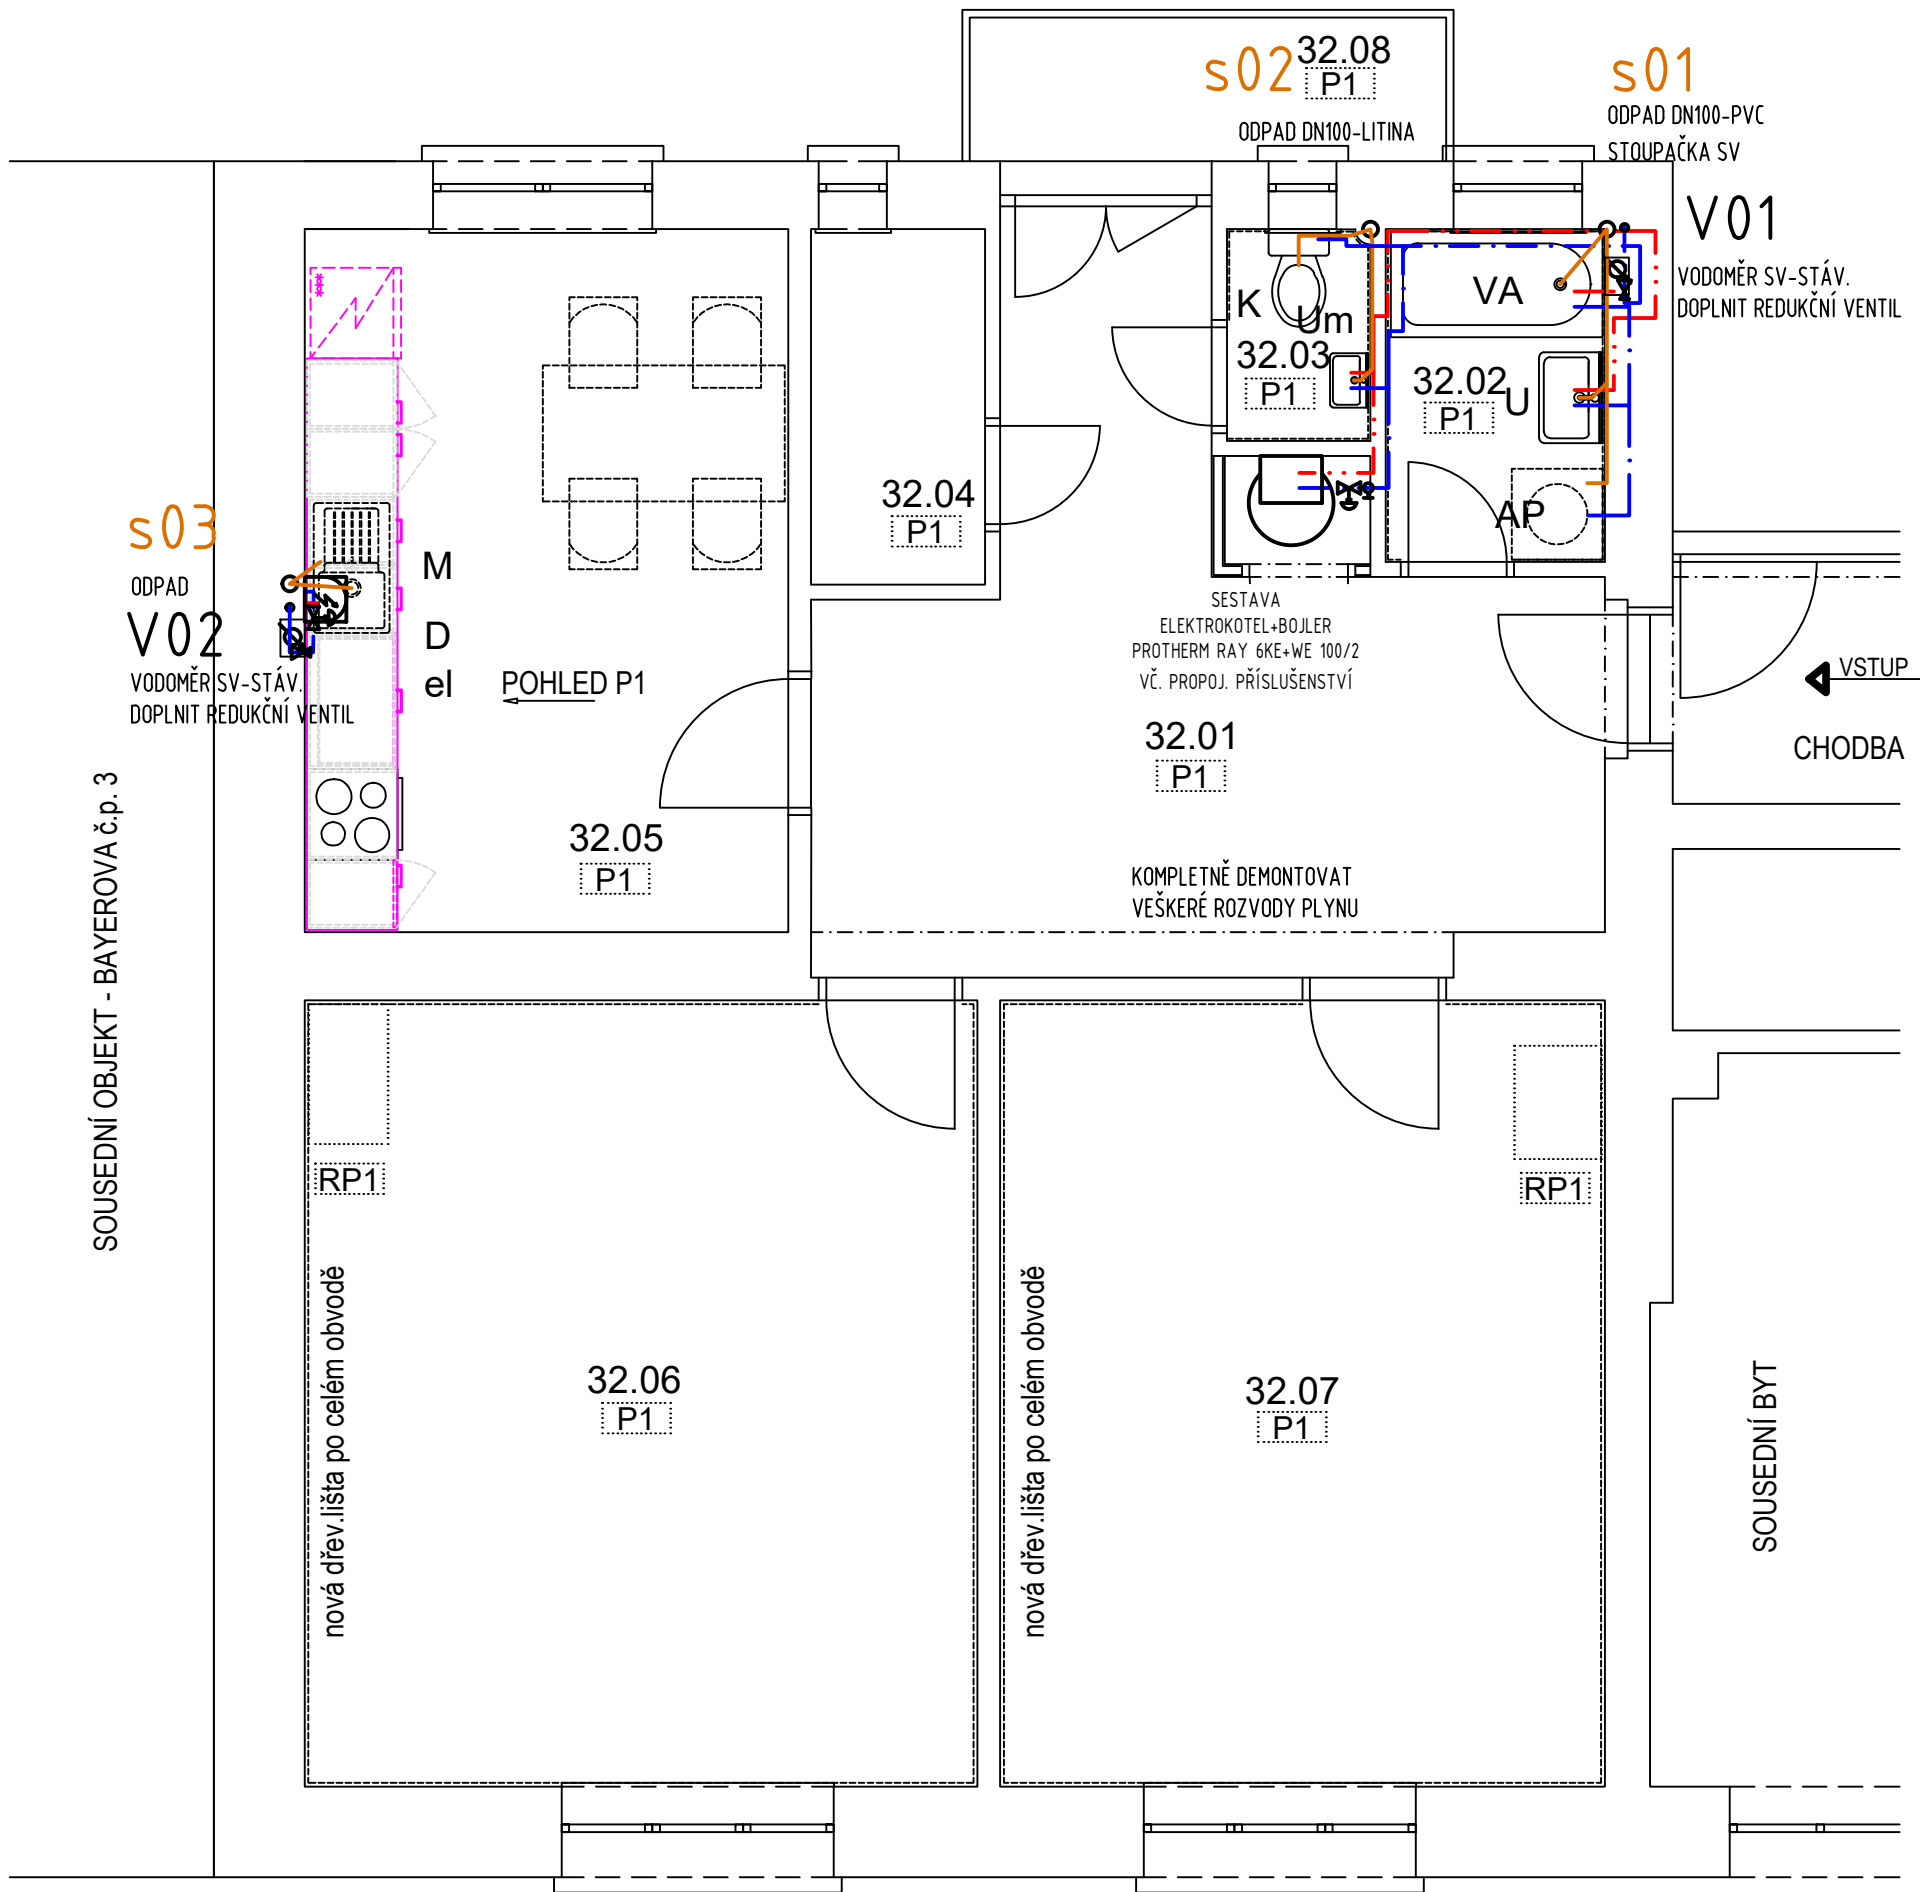 s02
32.08
P1
ODPAD DN100-LITINA
s01
ODPAD DN100-PVC
STOUPAČKA SV
V01
VODOMĚR SV-STÁV.
DOPLNIT REDUKČNÍ VENTIL
K
Um
32.03
P1
VA
32.02
P1
U
AP
32.04
P1
s03
ODPAD
V02
VODOMĚR SV-STÁV.
DOPLNIT REDUKČNÍ VENTIL
M
D
el
POHLED P1
SESTAVA
ELEKTROKOTEL+BOJLER
PROTHERM RAY 6KE+WE 100/2
VČ. PROPOJ. PŘÍSLUŠENSTVÍ
32.01
P1
VSTUP
CHODBA
32.05
P1
KOMPLETNĚ DEMONTOVAT
VEŠKERÉ ROZVODY PLYNU
SOUSEDNÍ OBJEKT - BAYEROVA č.p. 3
RP1
RP1
nová dřev.lišta po celém obvodě
32.06
P1
nová dřev.lišta po celém obvodě
32.07
P1
SOUSEDNÍ BYT